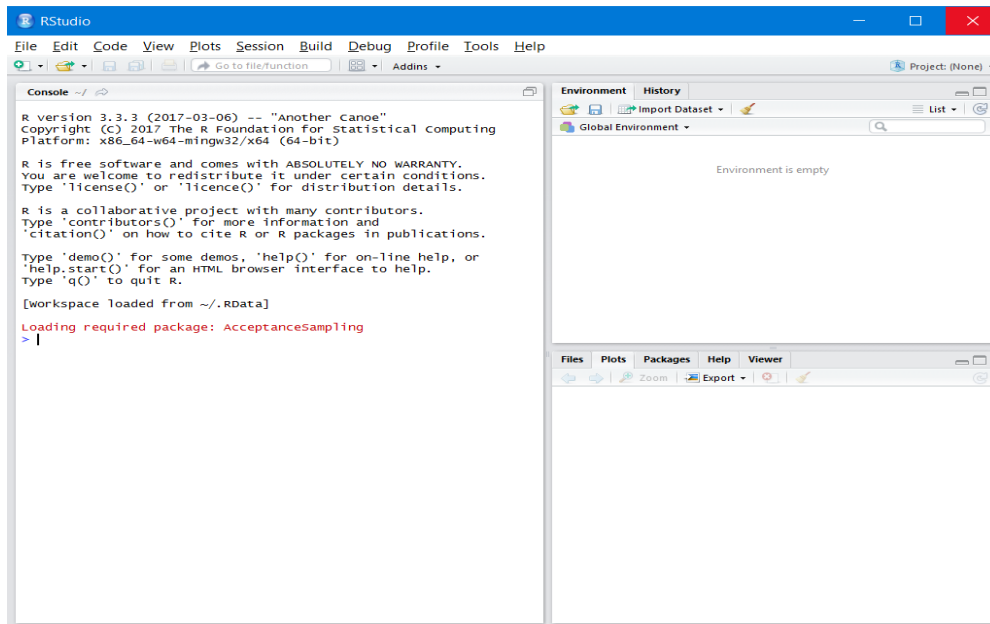 RStudio
File Edit Code View Plots Session Build Debug Profile Tools Help
Go to file/function Addins Project: (None)
Console ~/
R version 3.3.3 (2017-03-06) -- "Another Canoe"
Copyright (C) 2017 The R Foundation for Statistical Computing
Platform: x86_64-w64-mingw32/x64 (64-bit)
R is free software and comes with ABSOLUTELY NO WARRANTY.
You are welcome to redistribute it under certain conditions.
Type 'license()' or 'licence()' for distribution details.
R is a collaborative project with many contributors.
Type 'contributors()' for more information and
'citation()' on how to cite R or R packages in publications.
Type 'demo()' for some demos, 'help()' for on-line help, or
'help.start()' for an HTML browser interface to help.
Type 'q()' to quit R.
[Workspace loaded from ~/.RData]
Loading required package: AcceptanceSampling
>
Environment History
Import Dataset List
Global Environment
Environment is empty
Files Plots Packages Help Viewer
Zoom Export